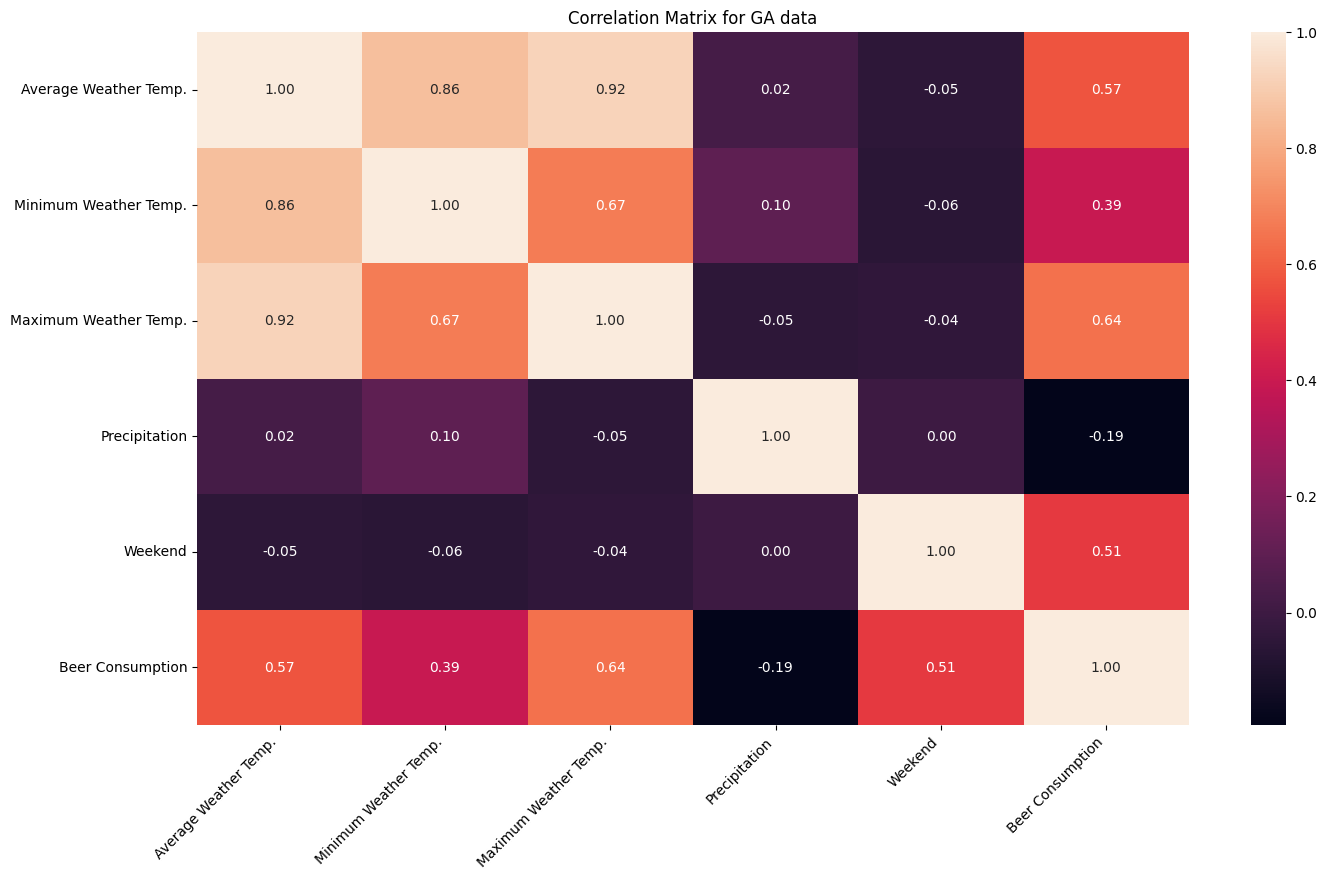 Correlation Matrix for GA data
Average Weather Temp. 1.00 0.86 0.92 0.02 -0.05 0.57
Minimum Weather Temp. 0.86 1.00 0.67 0.10 -0.06 0.39
Maximum Weather Temp. 0.92 0.67 1.00 -0.05 -0.04 0.64
Precipitation 0.02 0.10 -0.05 1.00 0.00 -0.19
Weekend -0.05 -0.06 -0.04 0.00 1.00 0.51
Beer Consumption 0.57 0.39 0.64 -0.19 0.51 1.00
Average Weather Temp.
Minimum Weather Temp.
Maximum Weather Temp.
Precipitation
Weekend
Beer Consumption
1.0
0.8
0.6
0.4
0.2
0.0